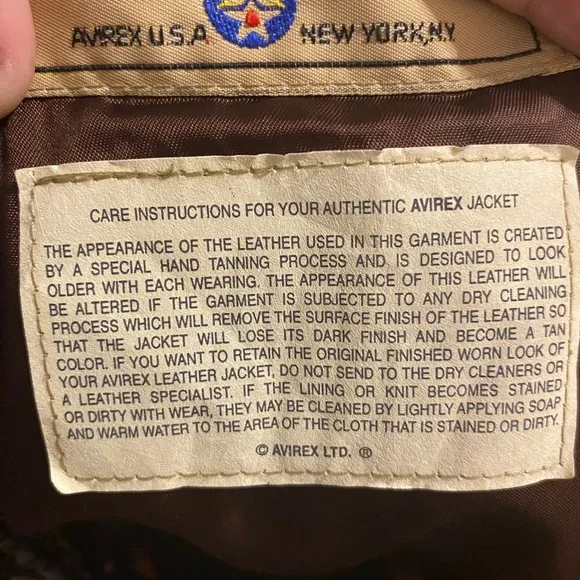 AVIREX U.S.A. NEW YORK, N.Y.
CARE INSTRUCTIONS FOR YOUR AUTHENTIC AVIREX JACKET
THE APPEARANCE OF THE LEATHER USED IN THIS GARMENT IS CREATED
BY A SPECIAL HAND TANNING PROCESS AND IS DESIGNED TO LOOK
OLDER WITH EACH WEARING. THE APPEARANCE OF THIS LEATHER WILL
BE ALTERED IF THE GARMENT IS SUBJECTED TO ANY DRY CLEANING
PROCESS WHICH WILL REMOVE THE SURFACE FINISH OF THE LEATHER SO
THAT THE JACKET WILL LOSE ITS DARK FINISH AND BECOME A TAN
COLOR. IF YOU WANT TO RETAIN THE ORIGINAL FINISHED WORN LOOK OF
YOUR AVIREX LEATHER JACKET, DO NOT SEND TO THE DRY CLEANERS OR
A LEATHER SPECIALIST. IF THE LINING OR KNIT BECOMES STAINED
OR DIRTY WITH WEAR, THEY MAY BE CLEANED BY LIGHTLY APPLYING SOAP
AND WARM WATER TO THE AREA OF THE CLOTH THAT IS STAINED OR DIRTY.
© AVIREX LTD. ®